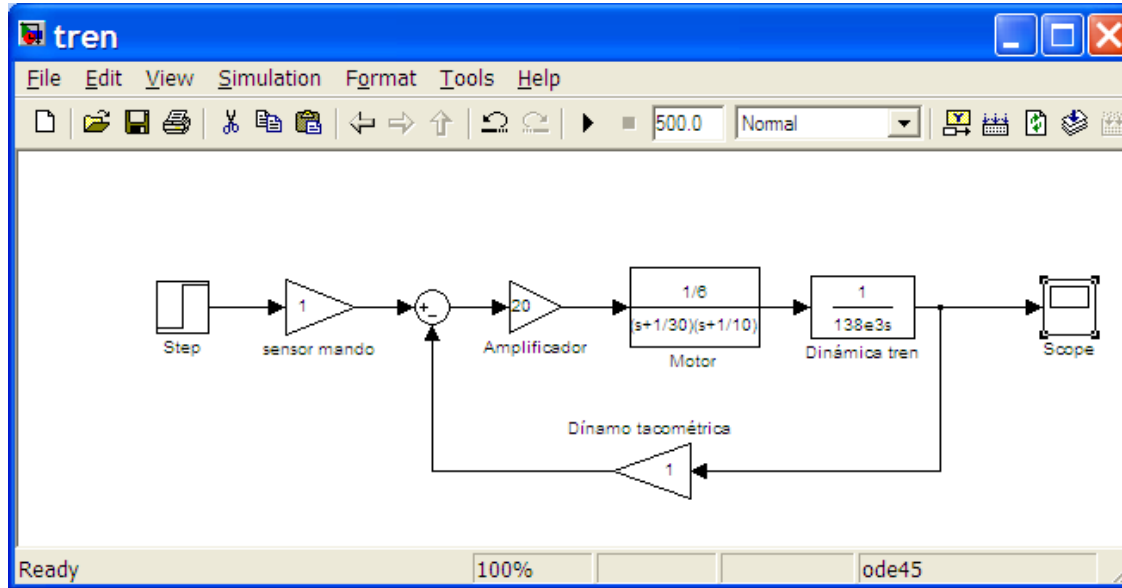 tren
File Edit View Simulation Format Tools Help
500.0 Normal
1
Step
sensor mando
+
-
20
Amplificador
1/6
(s+1/30)(s+1/10)
Motor
1
138e3s
Dinámica tren
Scope
Dínamo tacométrica
1
Ready 100% ode45